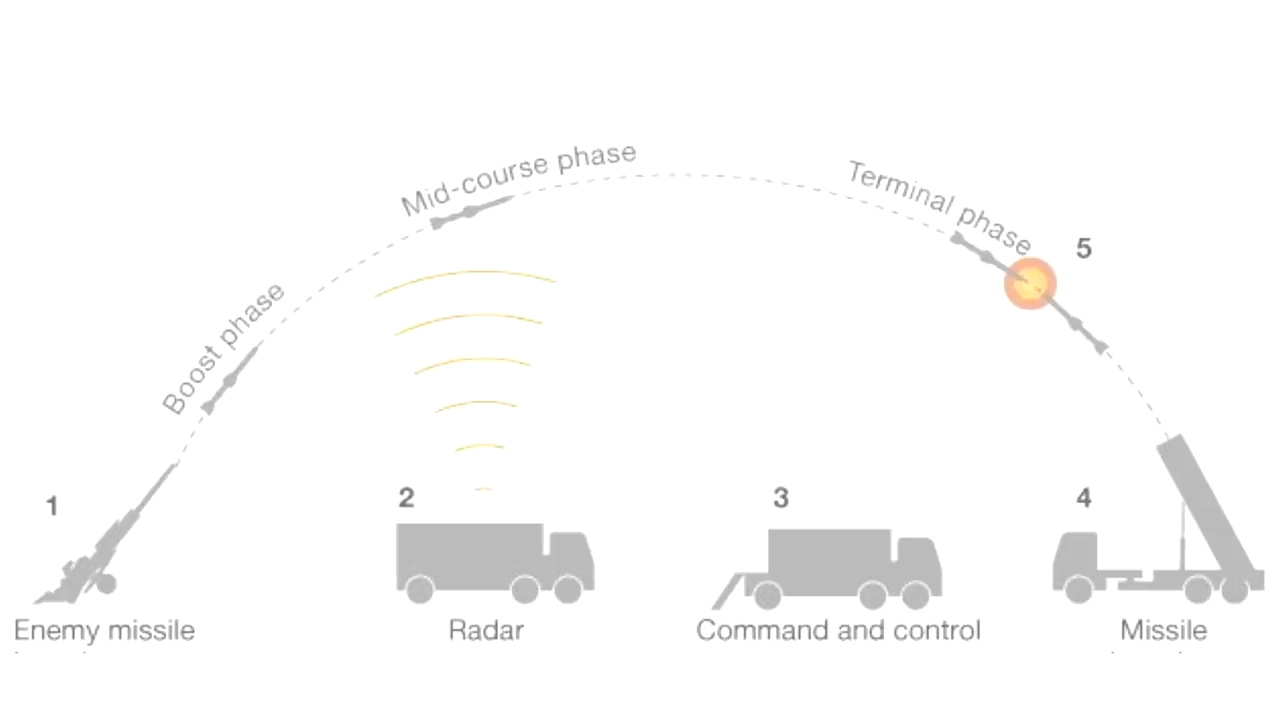 Mid-course phase
Terminal phase
Boost phase
5
1
2
3
4
Enemy missile
Radar
Command and control
Missile